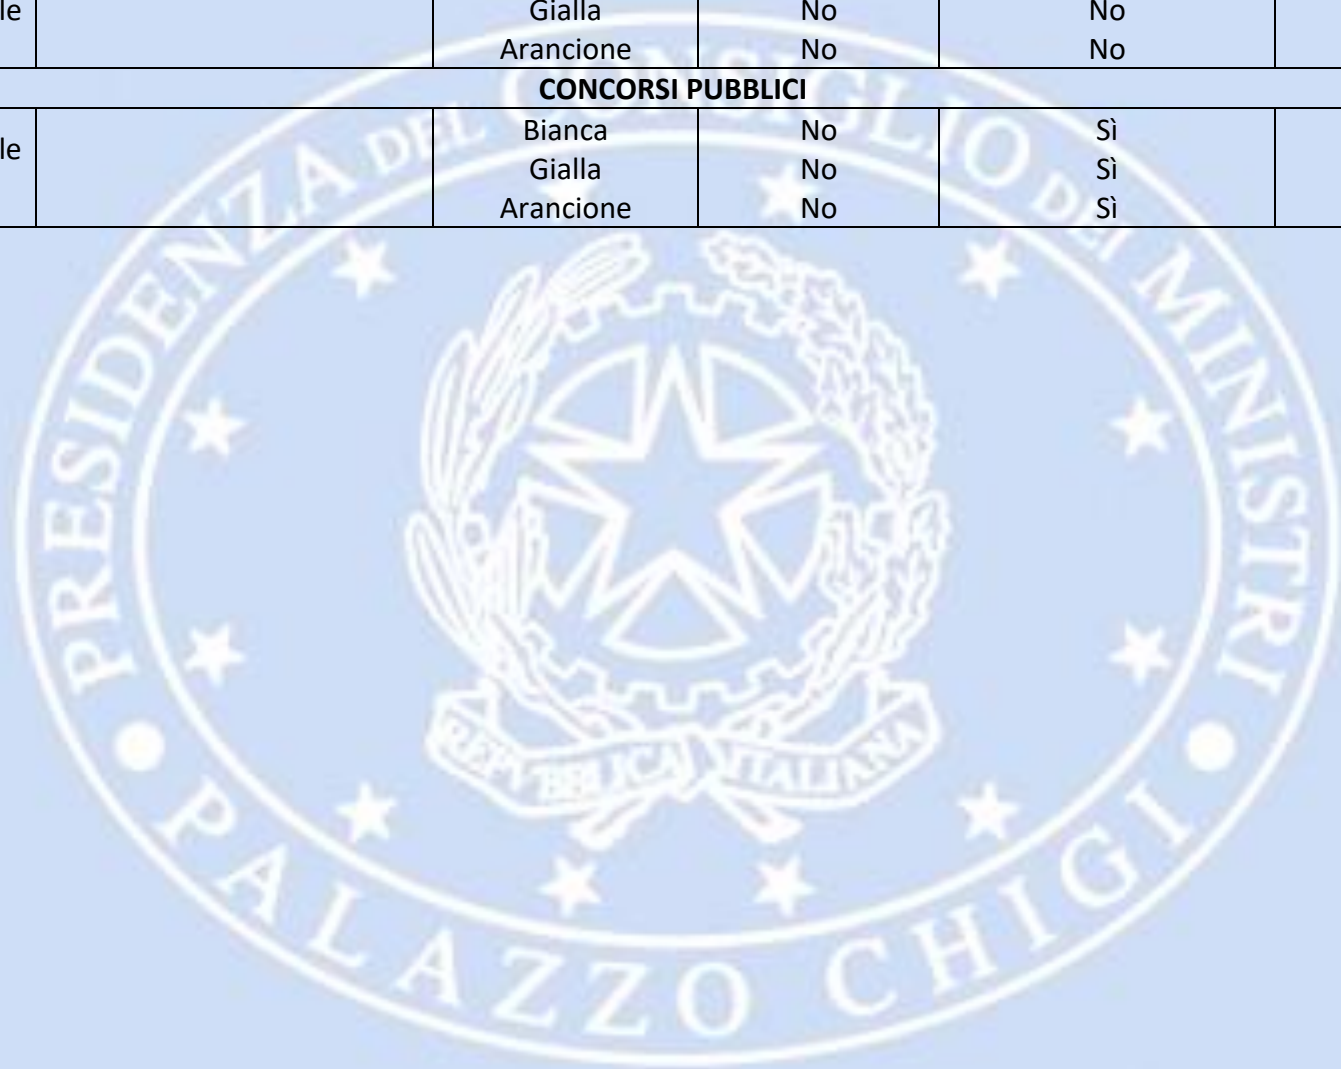 le Gialla No No
Arancione No No
CONCORSI PUBBLICI
Bianca No Sì
le Gialla No Sì
Arancione No Sì
PRESIDENZA DEL CONSIGLIO DEI MINISTRI
REPVBBLICA ITALIANA
PALAZZO CHIGI